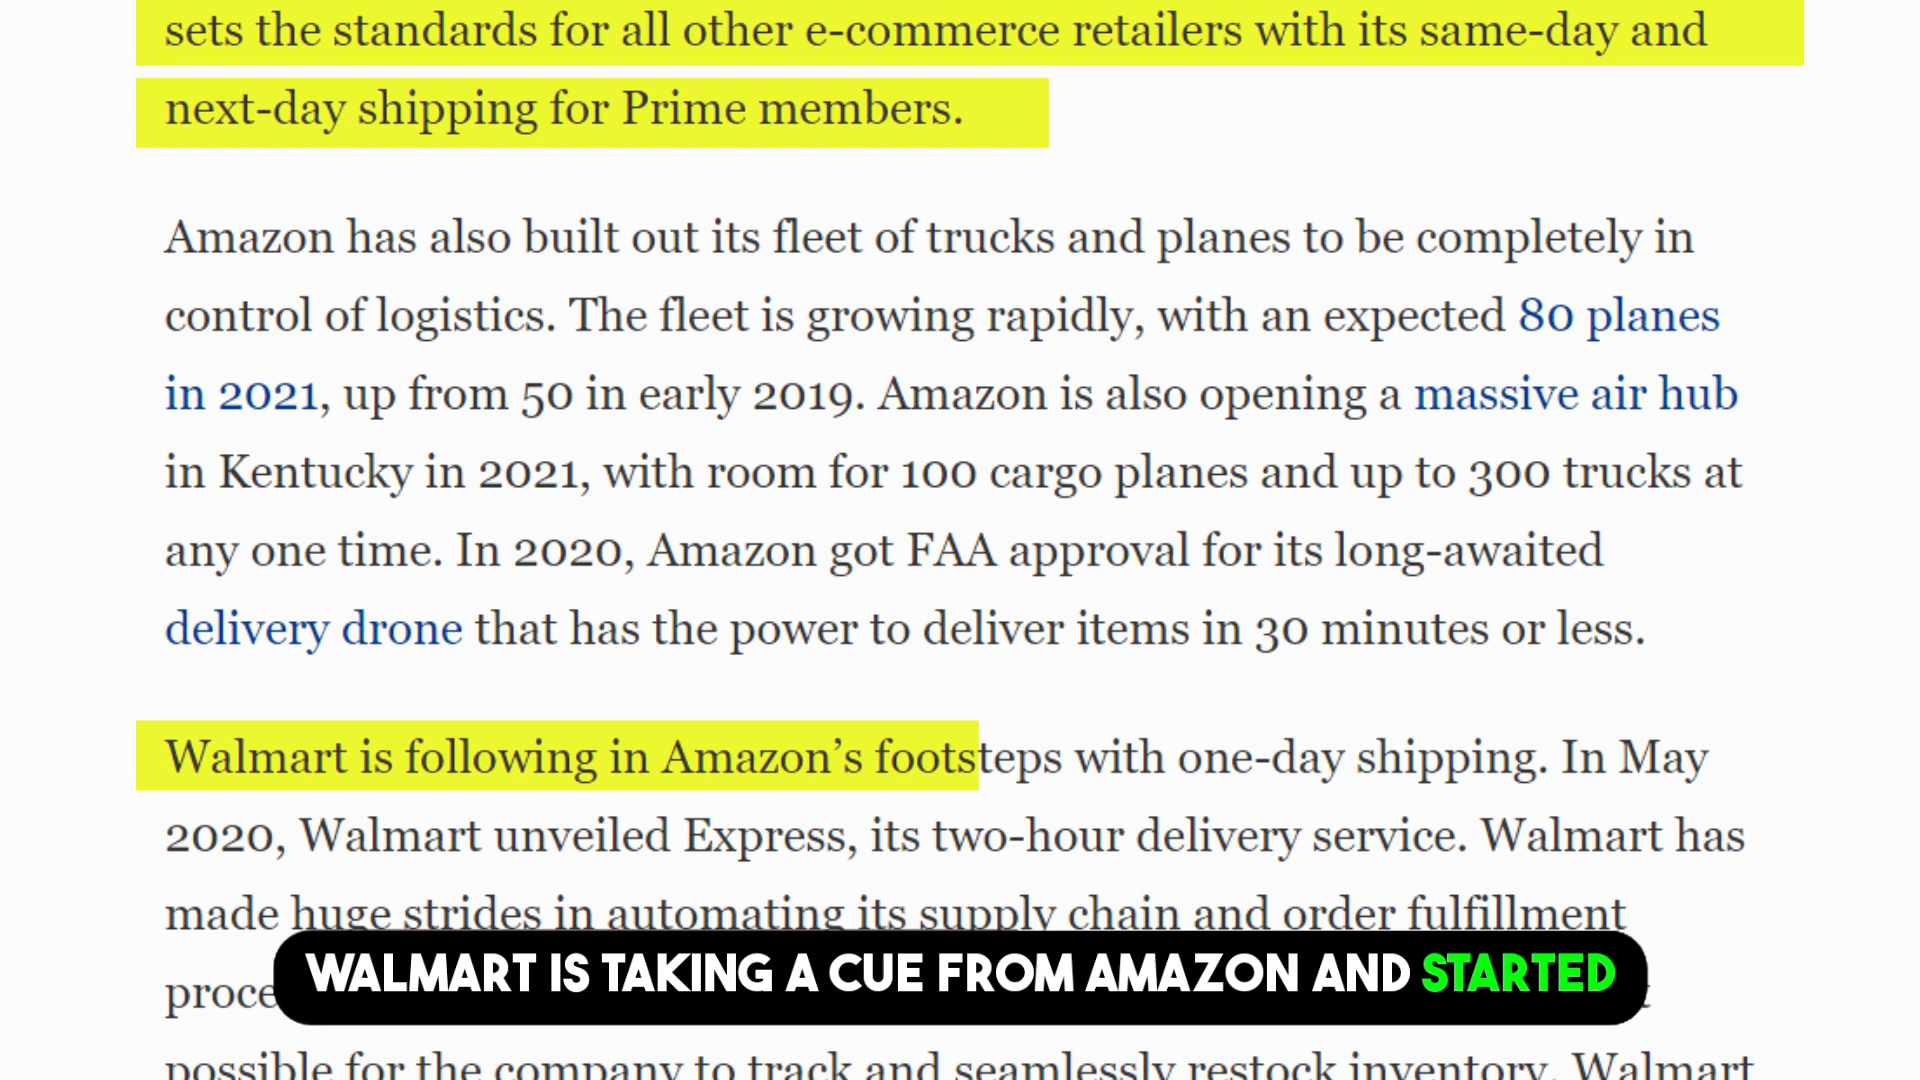 sets the standards for all other e-commerce retailers with its same-day and
next-day shipping for Prime members.
Amazon has also built out its fleet of trucks and planes to be completely in
control of logistics. The fleet is growing rapidly, with an expected 80 planes
in 2021, up from 50 in early 2019. Amazon is also opening a massive air hub
in Kentucky in 2021, with room for 100 cargo planes and up to 300 trucks at
any one time. In 2020, Amazon got FAA approval for its long-awaited
delivery drone that has the power to deliver items in 30 minutes or less.
Walmart is following in Amazon’s footsteps with one-day shipping. In May
2020, Walmart unveiled Express, its two-hour delivery service. Walmart has
made huge strides in automating its supply chain and order fulfillment
WALMART IS TAKING A CUE FROM AMAZON AND STARTED
possible for the company to track and seamlessly restock inventory. Walmart